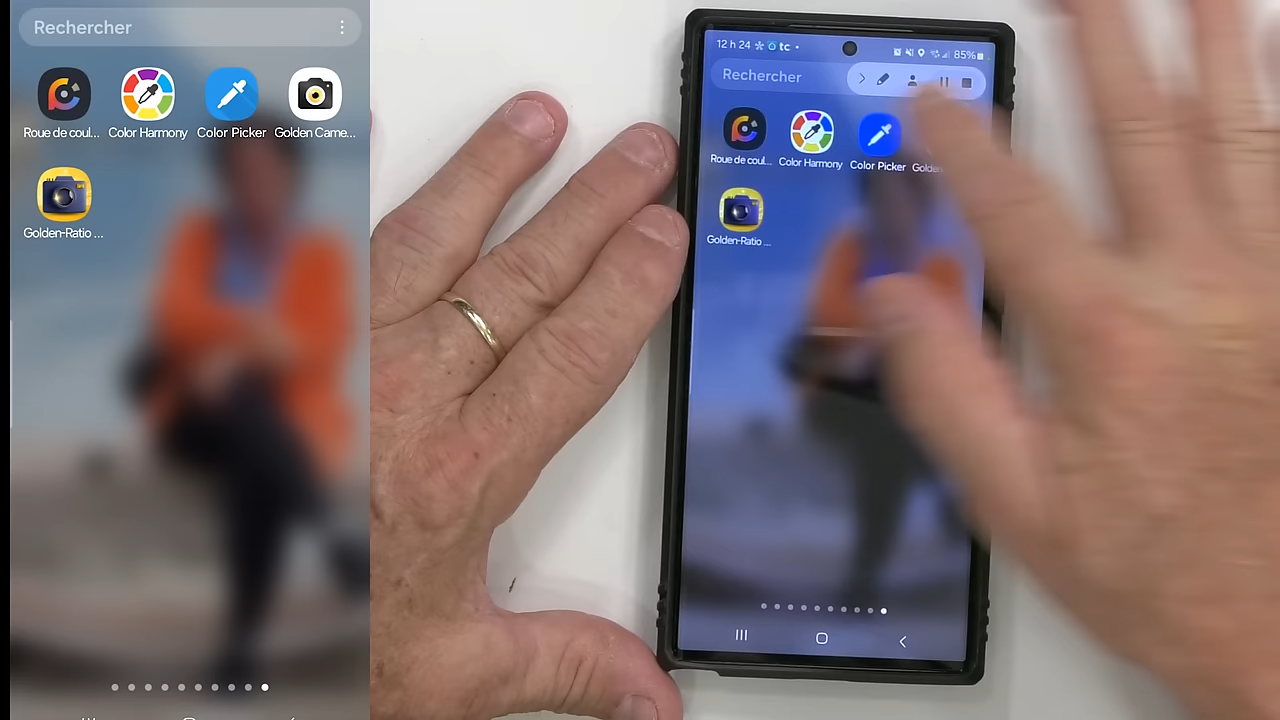 Rechercher
Roue de coul...
Color Harmony
Color Picker
Golden Came...
Golden-Ratio ...
12 h 24
tc
85%
Rechercher
Roue de coul...
Color Harmony
Color Picker
Golden-Ratio ...